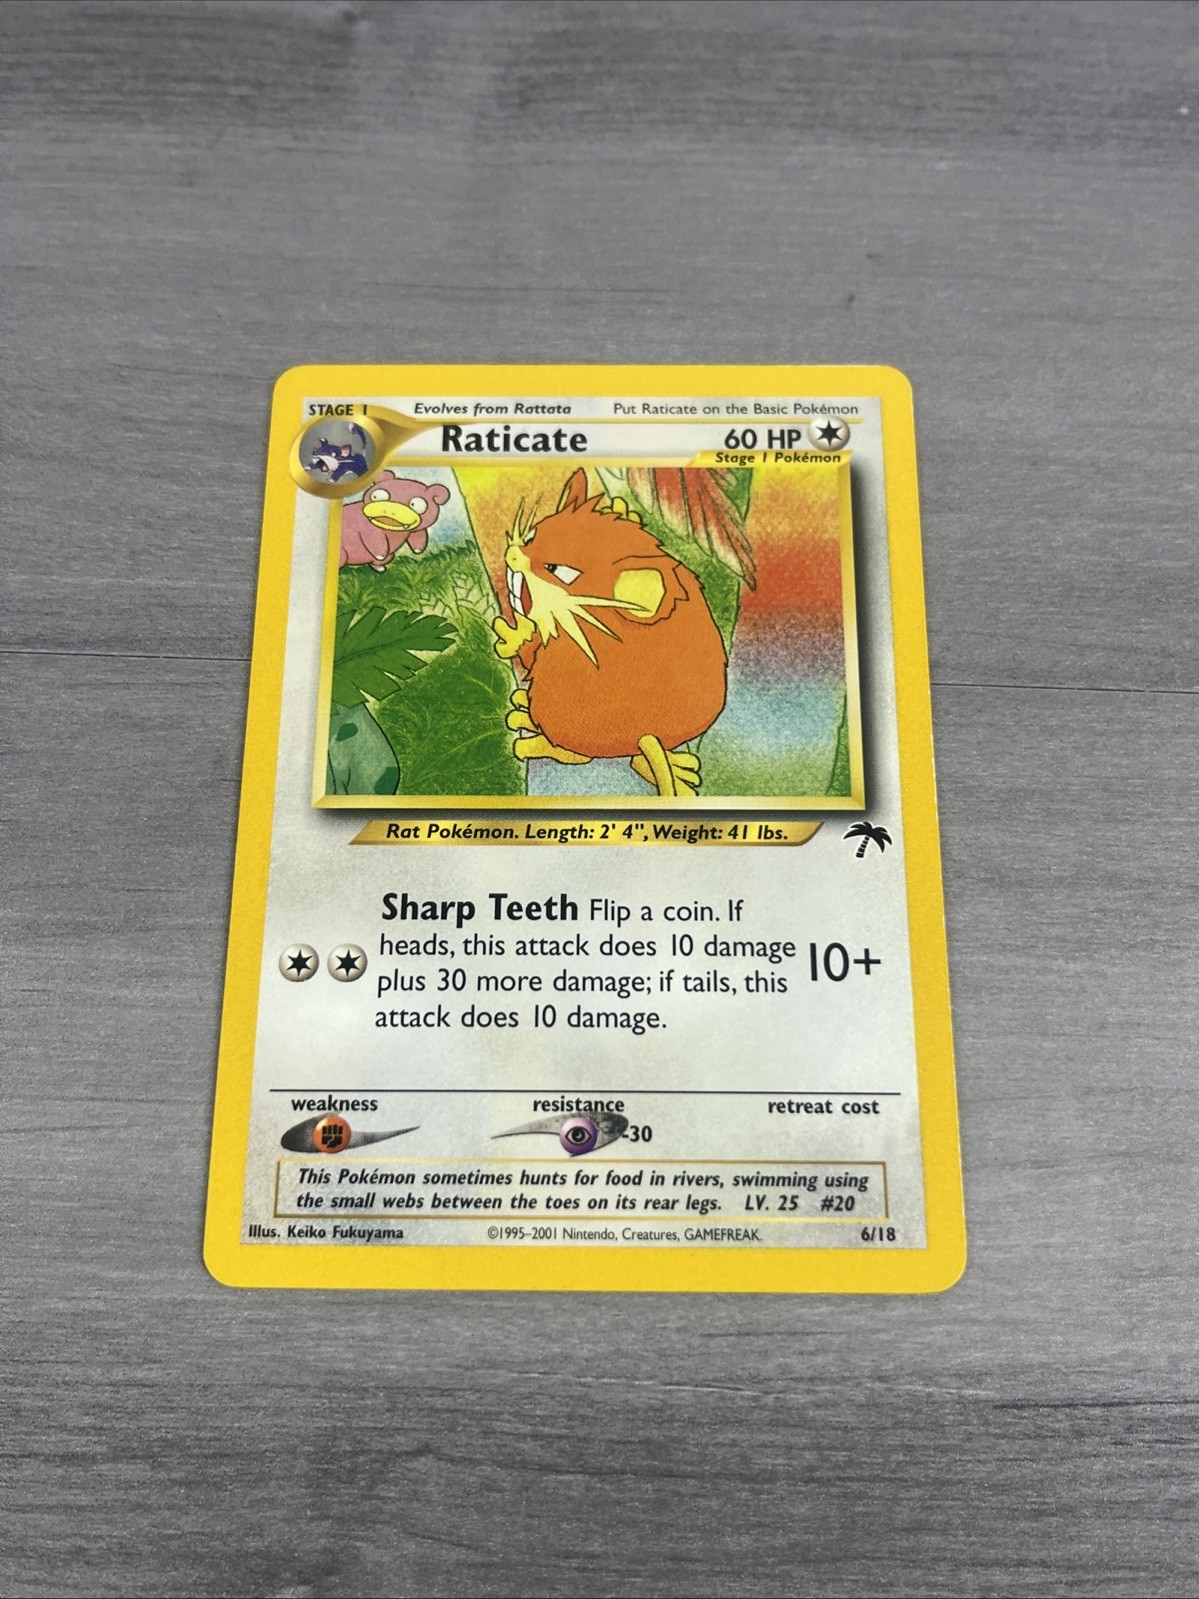 STAGE 1 Evolves from Rattata Put Raticate on the Basic Pokémon
Raticate 60 HP
Stage 1 Pokémon
Rat Pokémon. Length: 2' 4", Weight: 41 lbs.
Sharp Teeth Flip a coin. If
heads, this attack does 10 damage
plus 30 more damage; if tails, this
attack does 10 damage.
10+
weakness resistance retreat cost
-30
This Pokémon sometimes hunts for food in rivers, swimming using
the small webs between the toes on its rear legs. LV. 25 #20
Illus. Keiko Fukuyama ©1995–2001 Nintendo, Creatures, GAMEFREAK. 6/18